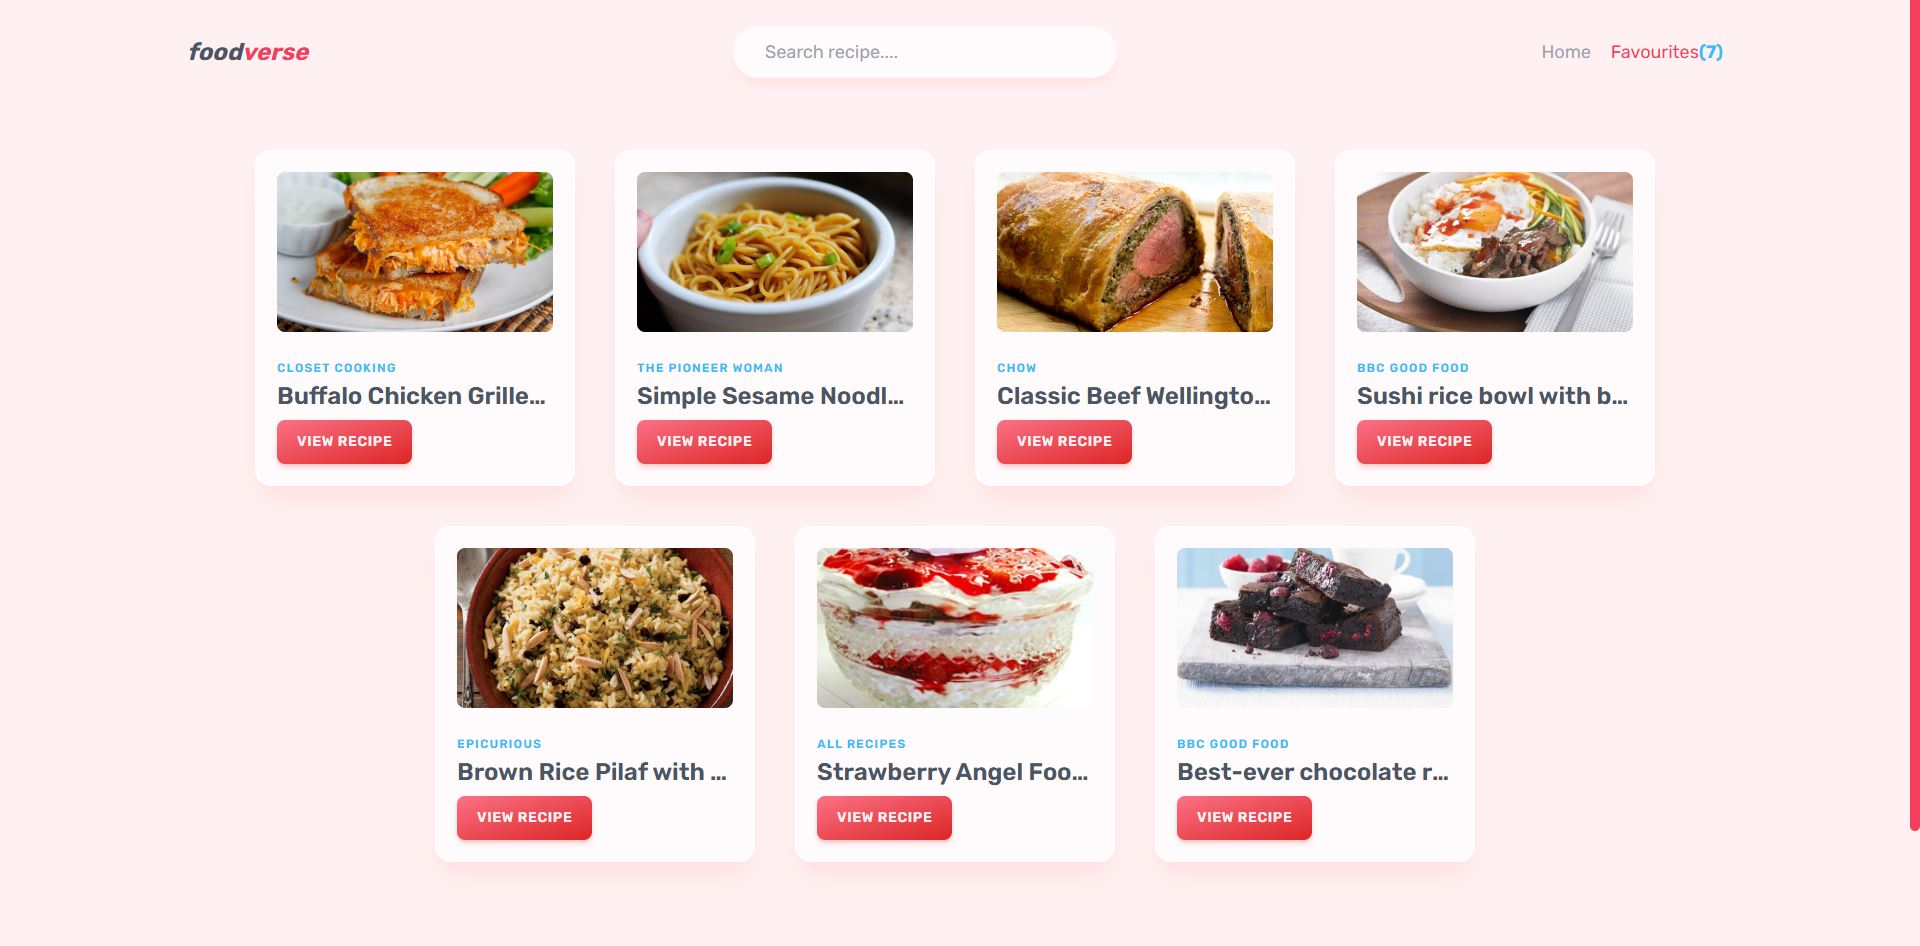 foodverse
Search recipe....
Home Favourites(7)
CLOSET COOKING
Buffalo Chicken Grille...
VIEW RECIPE
THE PIONEER WOMAN
Simple Sesame Noodl...
VIEW RECIPE
CHOW
Classic Beef Wellingto...
VIEW RECIPE
BBC GOOD FOOD
Sushi rice bowl with b...
VIEW RECIPE
EPICURIOUS
Brown Rice Pilaf with ...
VIEW RECIPE
ALL RECIPES
Strawberry Angel Foo...
VIEW RECIPE
BBC GOOD FOOD
Best-ever chocolate r...
VIEW RECIPE